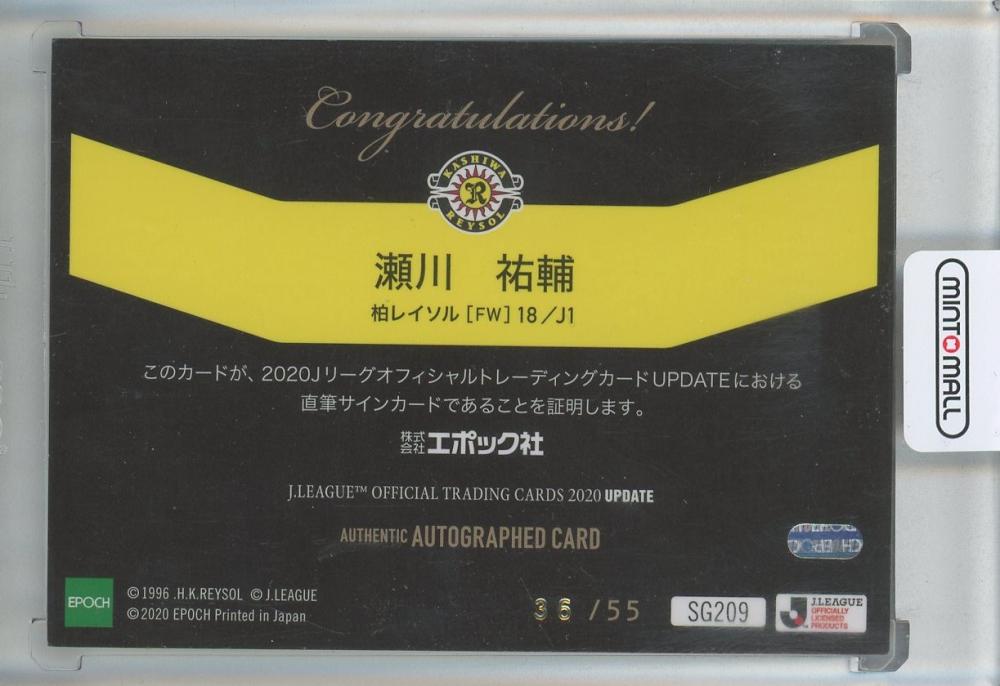 Congratulations!
KASHIWA
R
REYSOL
瀬川 祐輔
柏レイソル [FW] 18/J1
このカードが、2020Jリーグオフィシャルトレーディングカード UPDATEにおける
直筆サインカードであることを証明します。
株式会社エポック社
J.LEAGUE™ OFFICIAL TRADING CARDS 2020 UPDATE
AUTHENTIC AUTOGRAPHED CARD
EPOCH
©1996 .H.K.REYSOL ©J.LEAGUE
©2020 EPOCH Printed in Japan
36 /55
SG209
J.LEAGUE
OFFICIALLY
LICENSED
PRODUCTS
MINT MALL